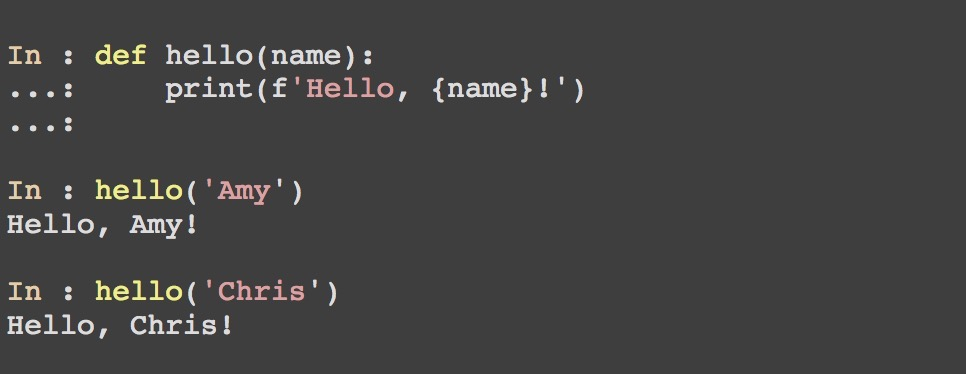 In : def hello(name):
...:     print(f'Hello, {name}!')
...:
In : hello('Amy')
Hello, Amy!
In : hello('Chris')
Hello, Chris!